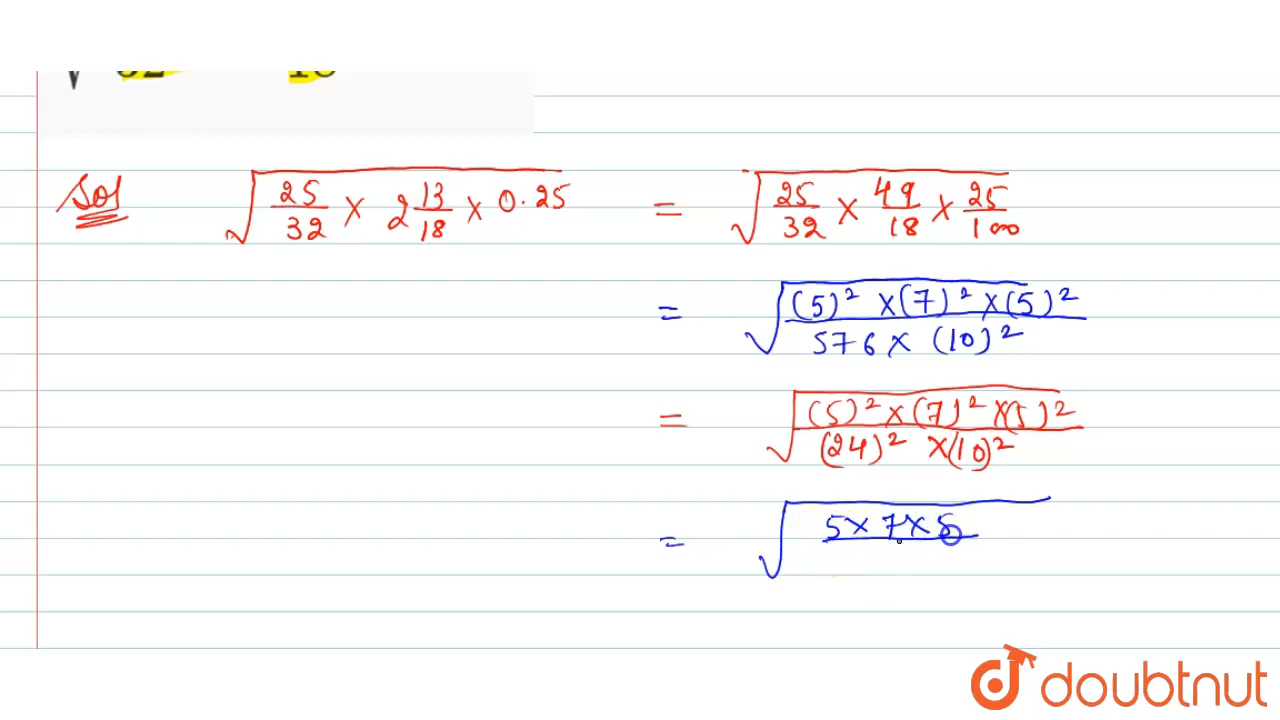 Sol √(25/32 × 2 13/18 × 0.25) = √(25/32 × 49/18 × 25/100)
= √((5)² × (7)² × (5)² / 576 × (10)²)
= √((5)² × (7)² × (5)² / (24)² × (10)²)
= √(5 × 7 × 5
doubtnut